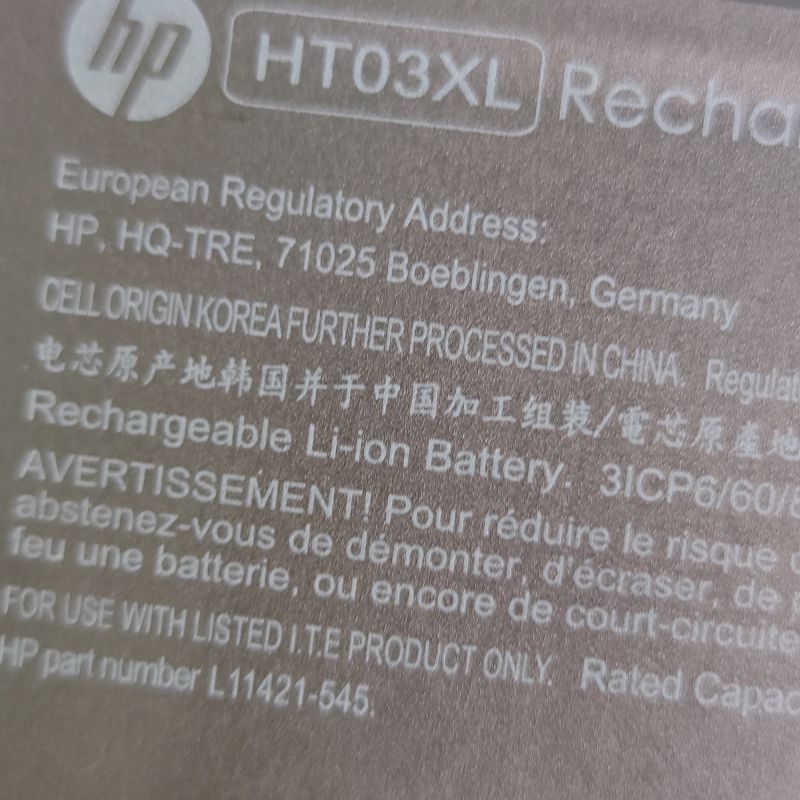 hp HT03XL Recha
European Regulatory Address:
HP, HQ-TRE, 71025 Boeblingen, Germany
CELL ORIGIN KOREA FURTHER PROCESSED IN CHINA. Regulat
电芯原产地韩国并于中国加工组装/電芯原產地
Rechargeable Li-ion Battery. 3ICP6/60/8
AVERTISSEMENT! Pour réduire le risque
abstenez-vous de démonter, d'écraser, de
feu une batterie, ou encore de court-circuite
FOR USE WITH LISTED I.T.E PRODUCT ONLY. Rated Capac
HP part number L11421-545.